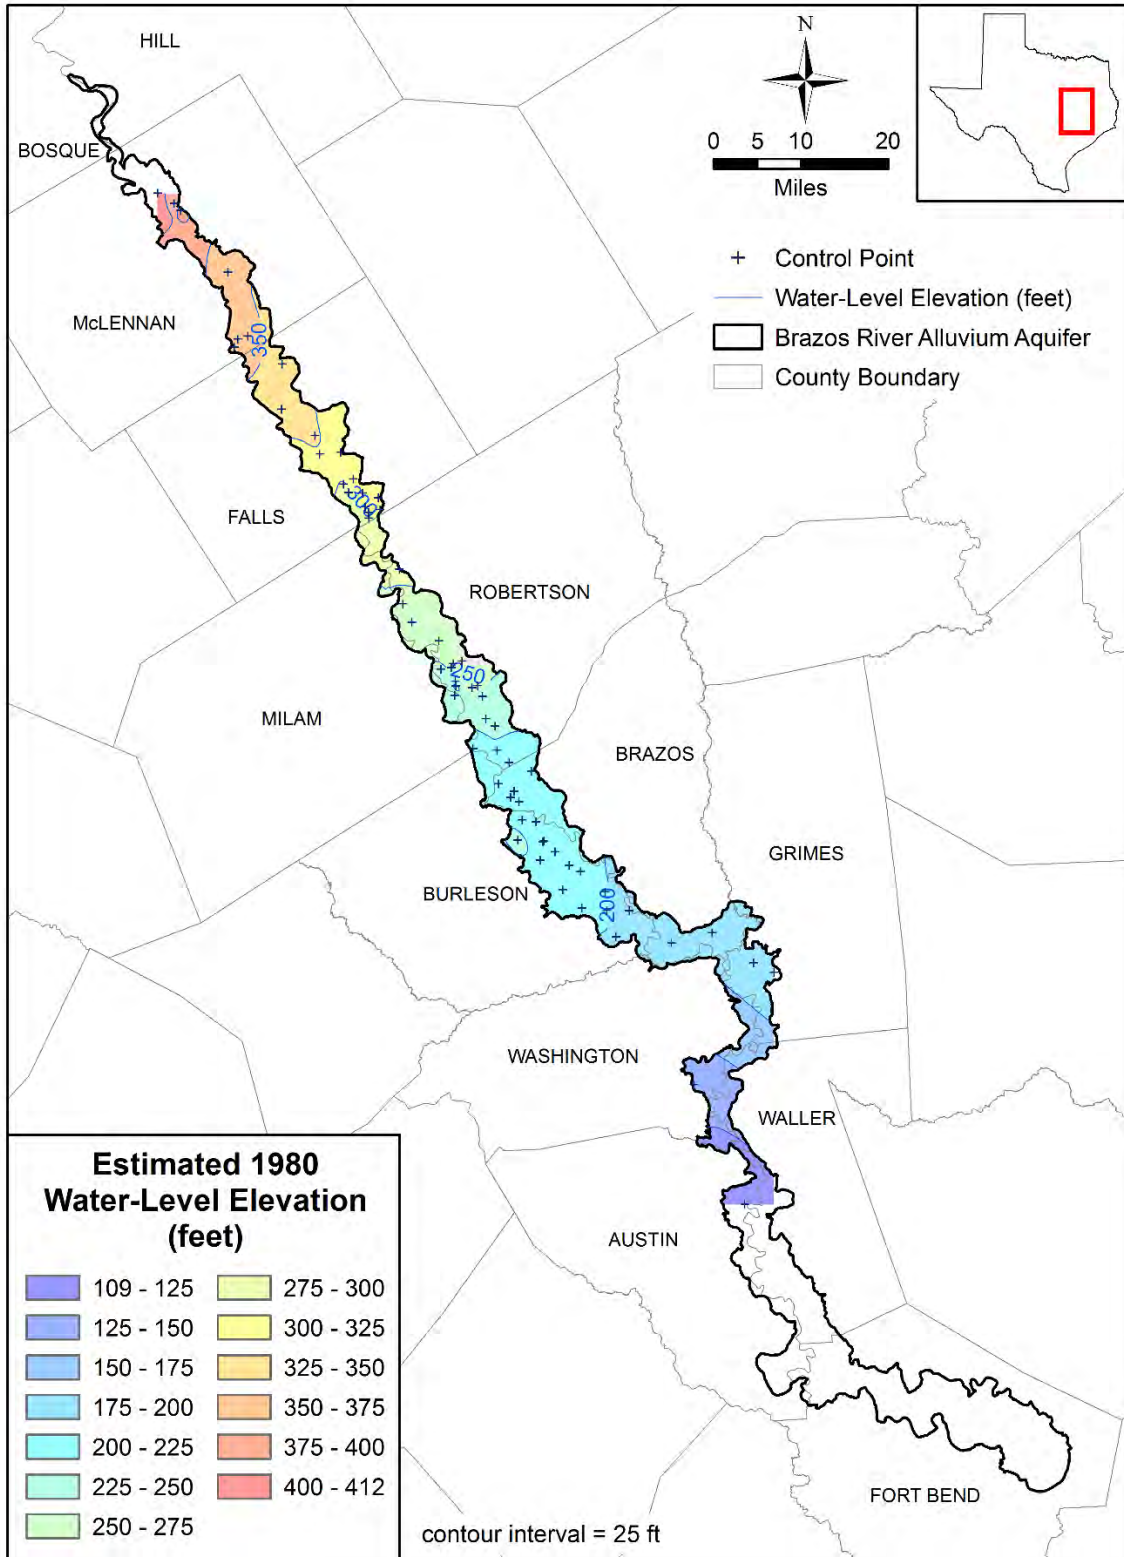 HILL
N
BOSQUE
0 5 10 20
Miles
Control Point
Water-Level Elevation (feet)
Brazos River Alluvium Aquifer
County Boundary
McLENNAN
350
300
FALLS
ROBERTSON
250
MILAM
BRAZOS
GRIMES
BURLESON
200
WASHINGTON
WALLER
AUSTIN
FORT BEND
Estimated 1980
Water-Level Elevation
(feet)
109 - 125
125 - 150
150 - 175
175 - 200
200 - 225
225 - 250
250 - 275
275 - 300
300 - 325
325 - 350
350 - 375
375 - 400
400 - 412
contour interval = 25 ft